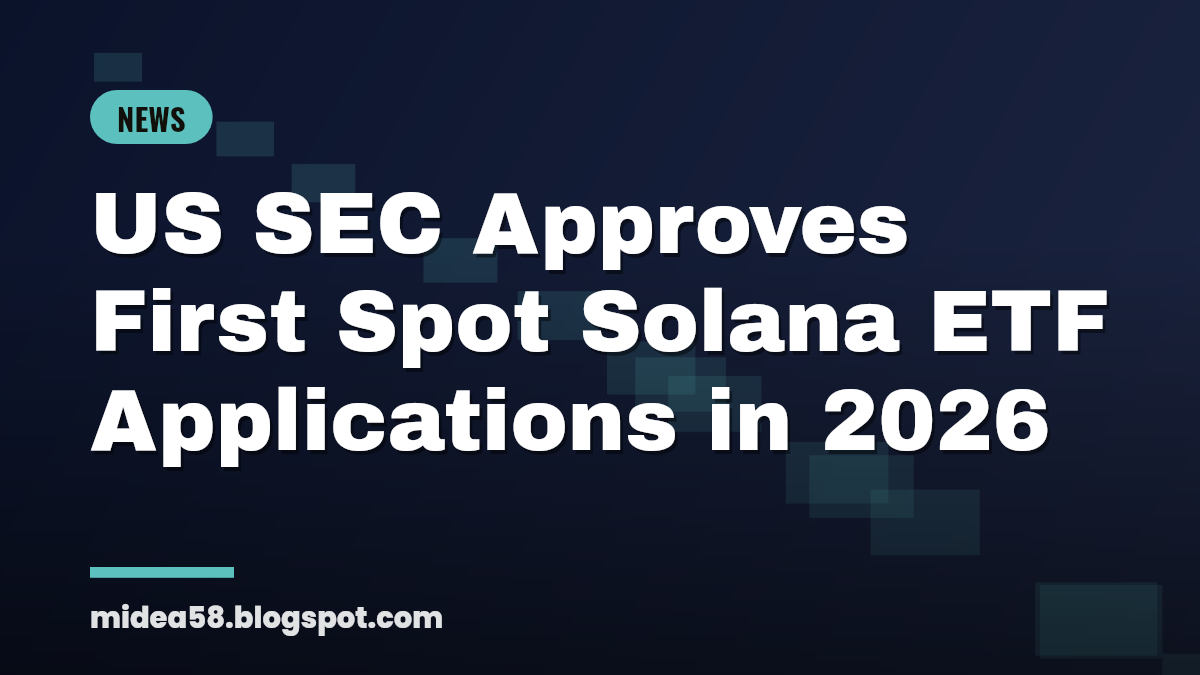 NEWS
US SEC Approves
First Spot Solana ETF
Applications in 2026
midea58.blogspot.com